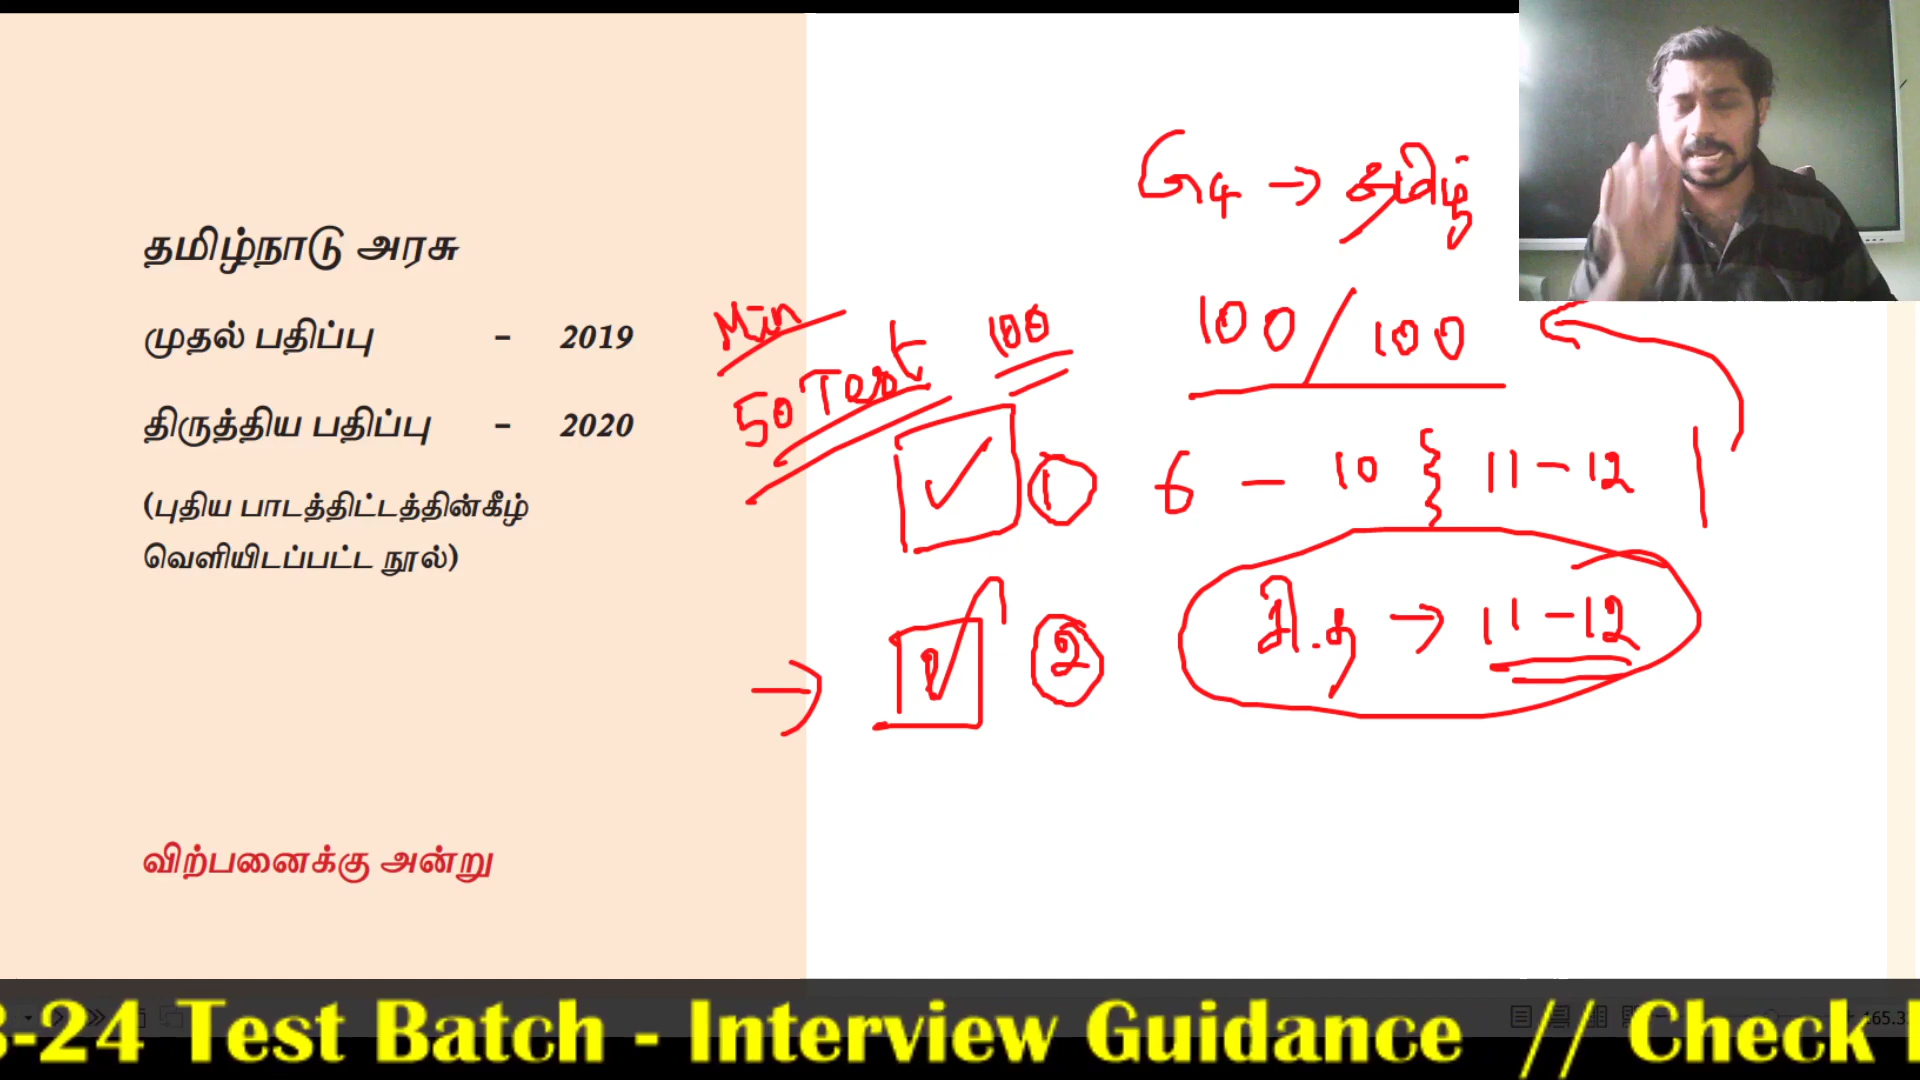 தமிழ்நாடு அரசு
முதல் பதிப்பு - 2019
திருத்திய பதிப்பு - 2020
(புதிய பாடத்திட்டத்தின்கீழ்
வெளியிடப்பட்ட நூல்)
விற்பனைக்கு அன்று
G4 → தமிழ்
100/100
Min
50 Test 100
1 6 - 10 } 11-12
2 சி.த → 11-12
3-24 Test Batch - Interview Guidance // Check